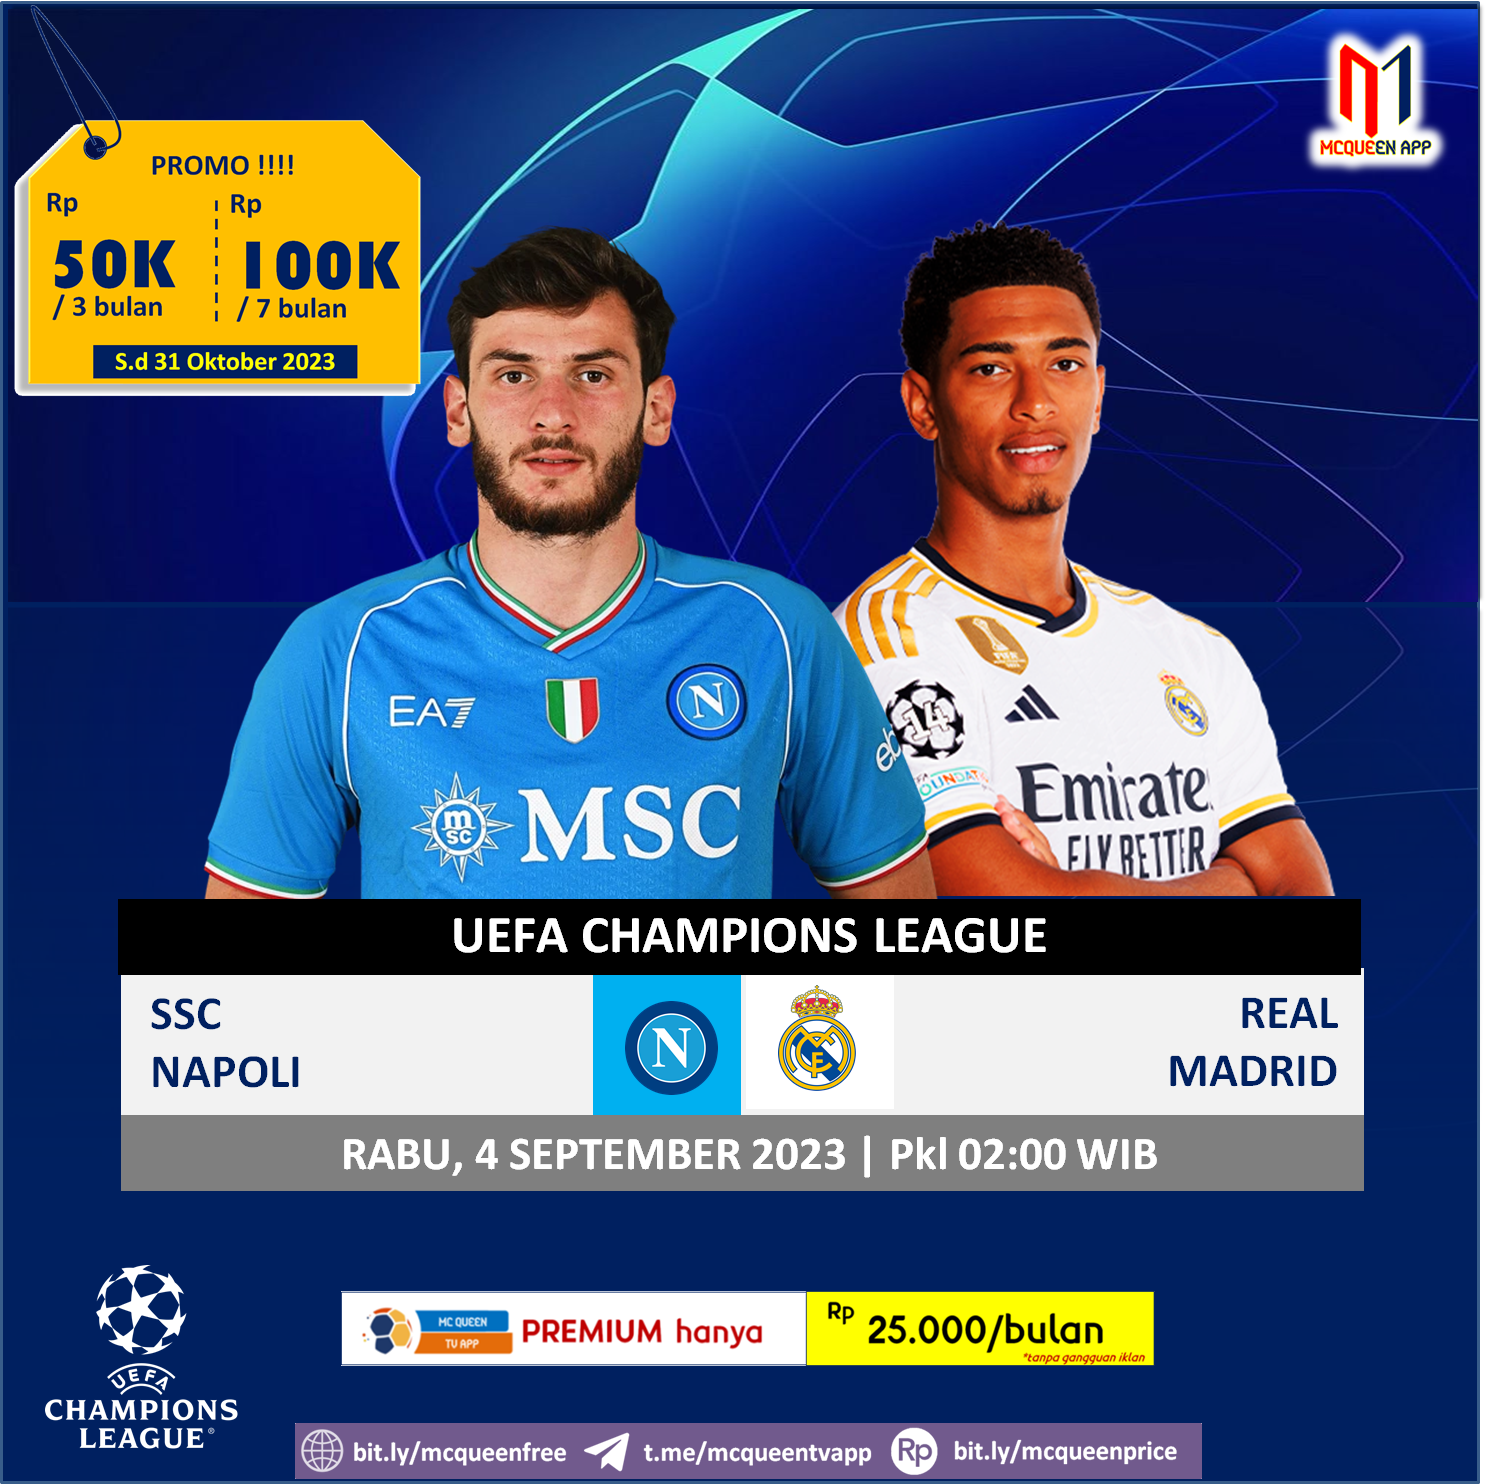 PROMO !!!!
Rp
50K
/ 3 bulan
Rp
100K
/ 7 bulan
S.d 31 Oktober 2023
MCQUEEN APP
EA7
N
14
MSC
m
sc
Emirate
FLY BETTER
UEFA CHAMPIONS LEAGUE
SSC
NAPOLI
N
REAL
MADRID
RABU, 4 SEPTEMBER 2023 | Pkl 02:00 WIB
UEFA
CHAMPIONS
LEAGUE®
MC QUEEN
TV APP
PREMIUM hanya
Rp 25.000/bulan
*tanpa gangguan iklan
bit.ly/mcqueenfree
t.me/mcqueentvapp
Rp
bit.ly/mcqueenprice